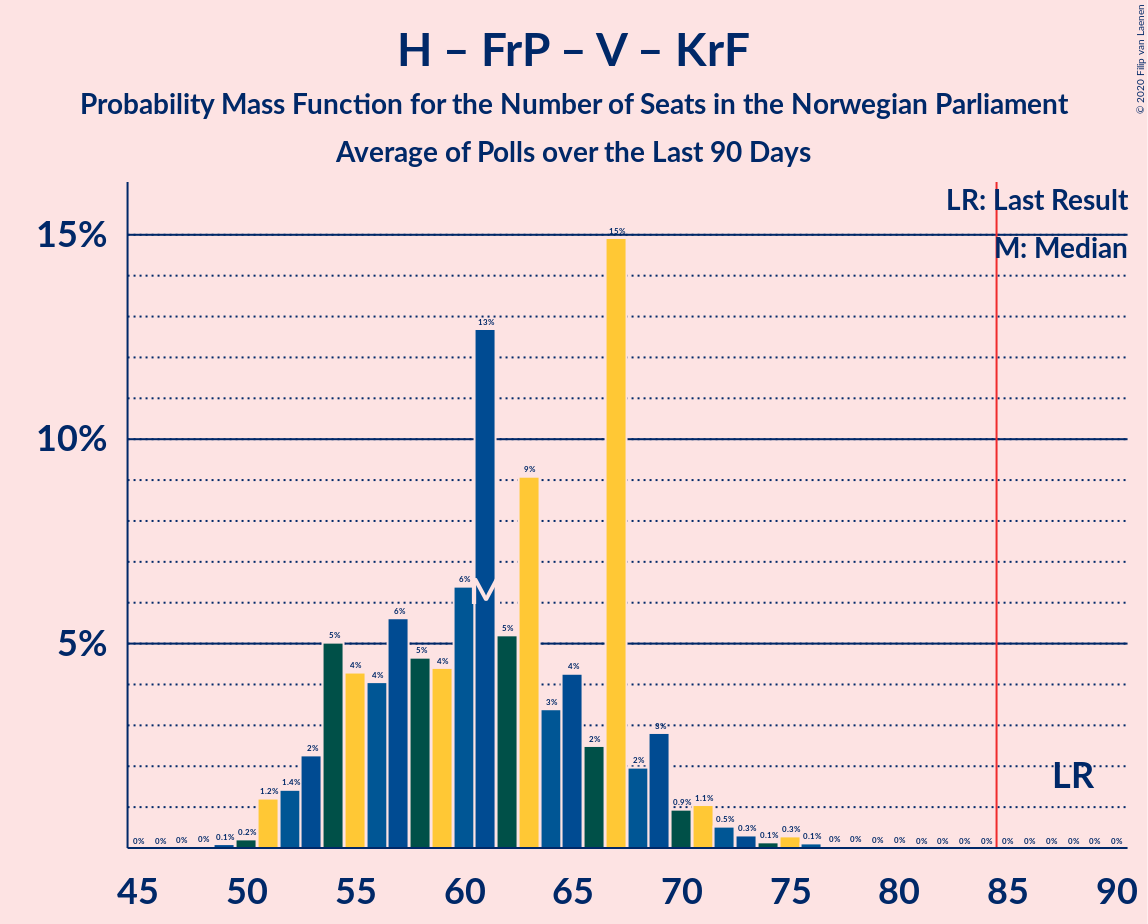 H – FrP – V – KrF
Probability Mass Function for the Number of Seats in the Norwegian Parliament
Average of Polls over the Last 90 Days
© 2020 Filip van Laenen
LR: Last Result
M: Median
15%
10%
5%
0% 0% 0% 0% 0.1% 0.2% 1.2% 1.4% 2% 5% 4% 4% 6% 5% 4% 6% 13% 5% 9% 3% 4% 2% 15% 2% 3% 0.9% 1.1% 0.5% 0.3% 0.1% 0.3% 0.1% 0% 0% 0% 0% 0% 0% 0% 0% 0% 0% 0% 0% 0% 0%
M
LR
45 50 55 60 65 70 75 80 85 90